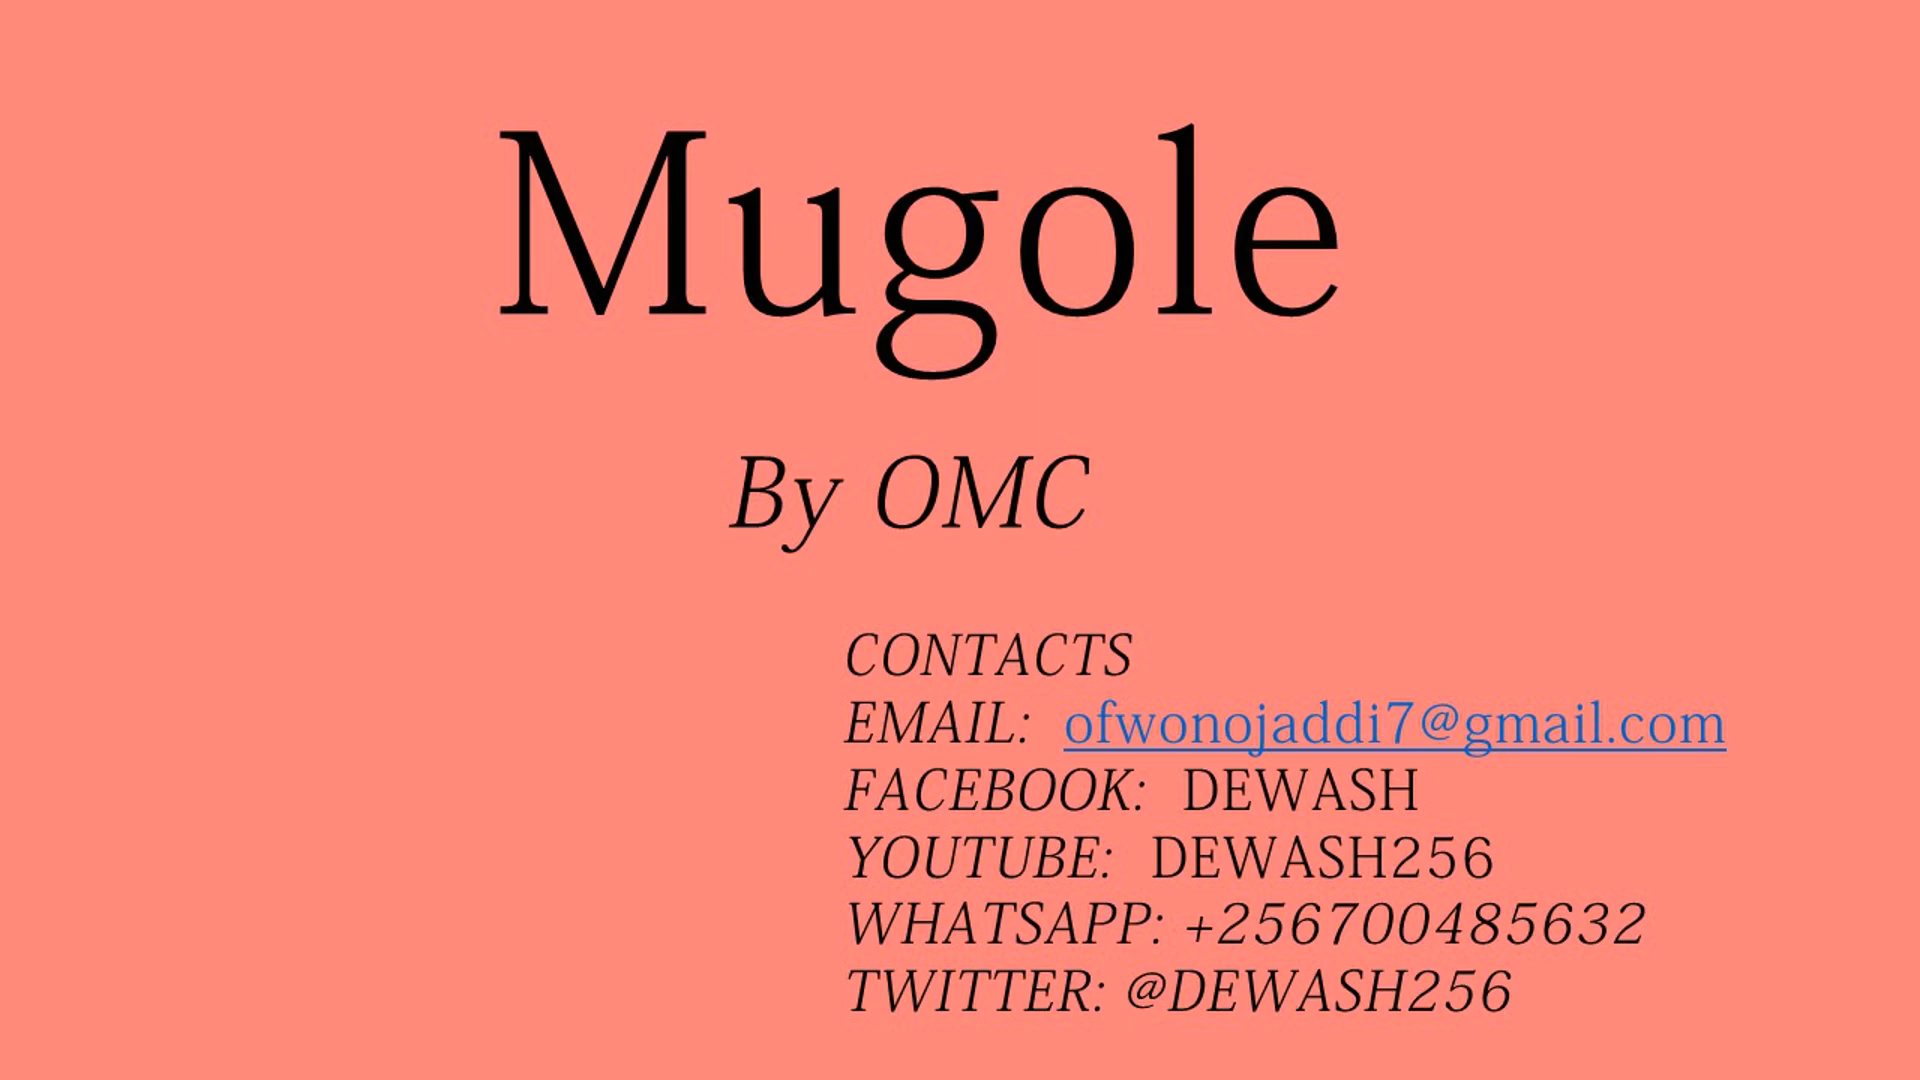 Mugole
By OMC
CONTACTS
EMAIL: ofwonojaddi7@gmail.com
FACEBOOK: DEWASH
YOUTUBE: DEWASH256
WHATSAPP: +256700485632
TWITTER: @DEWASH256